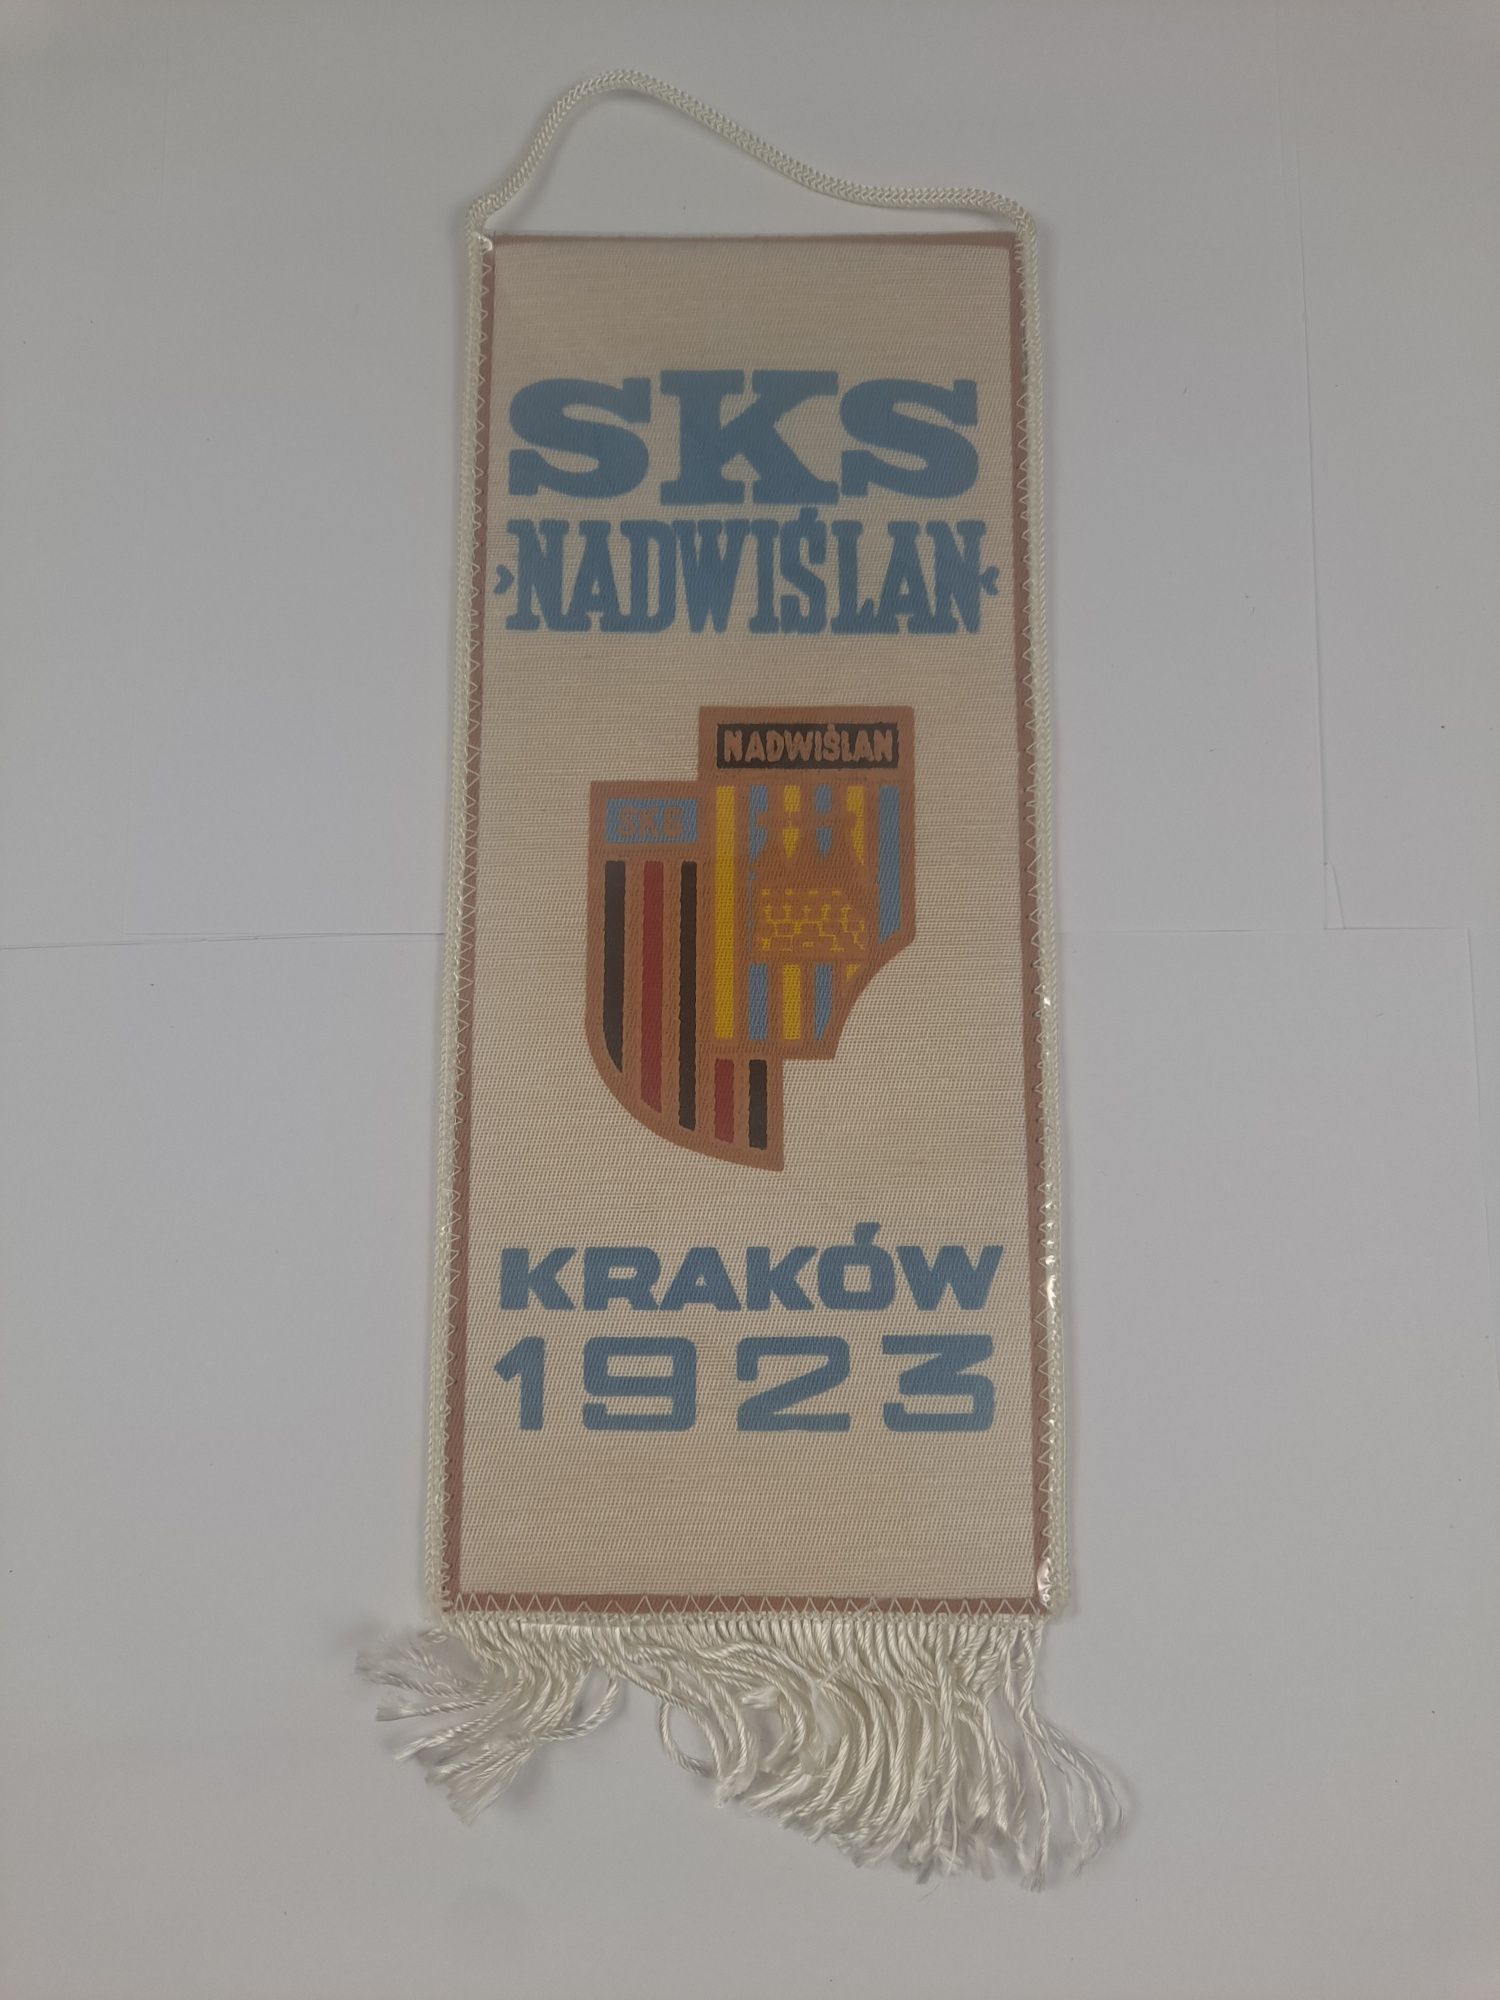 SKS
›NADWIŚLAN‹
NADWIŚLAN
SKS
KRAKÓW
1923